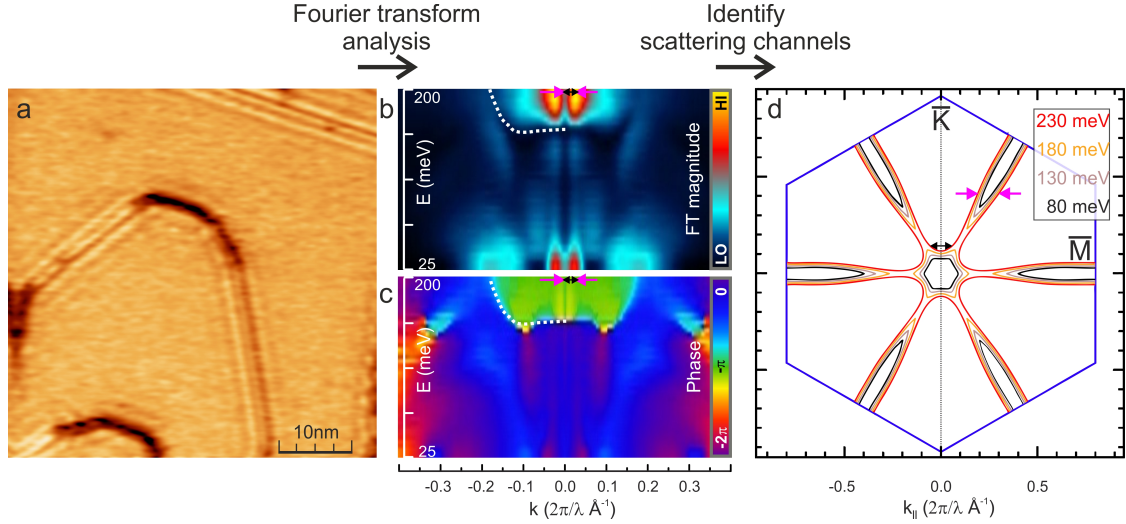 Fourier transform
analysis
Identify
scattering channels
a
10nm
b
200
E (meV)
25
FT magnitude
HI
LO
c
200
E (meV)
25
Phase
0
-π
-2π
-0.3 -0.2 -0.1 0.0 0.1 0.2 0.3
k (2π/λ Å⁻¹)
d
K̅
M̅
230 meV
180 meV
130 meV
80 meV
-0.5 0.0 0.5
k|| (2π/λ Å⁻¹)